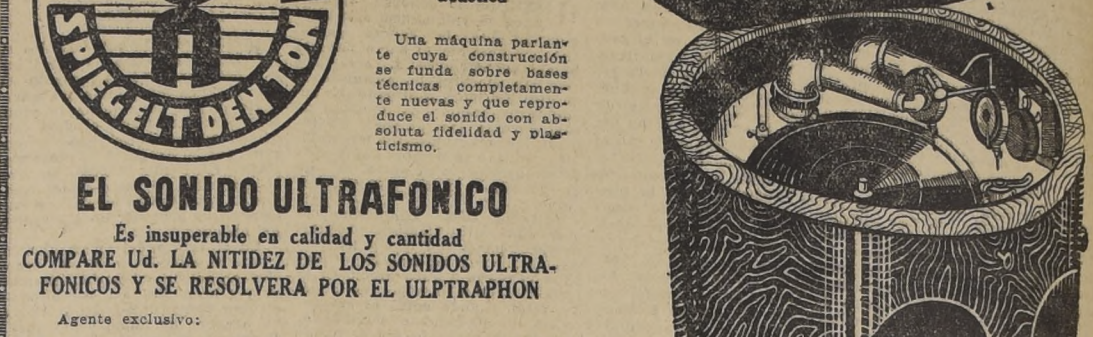 SPIEGELT DEN TON
Una máquina parlan-
te cuya construcción
se funda sobre bases
técnicas completamen-
te nuevas y que repro-
duce el sonido con ab-
soluta fidelidad y plas-
ticismo.
EL SONIDO ULTRAFONICO
Es insuperable en calidad y cantidad
COMPARE Ud. LA NITIDEZ DE LOS SONIDOS ULTRA-
FONICOS Y SE RESOLVERA POR EL ULPTRAPHON
Agente exclusivo: